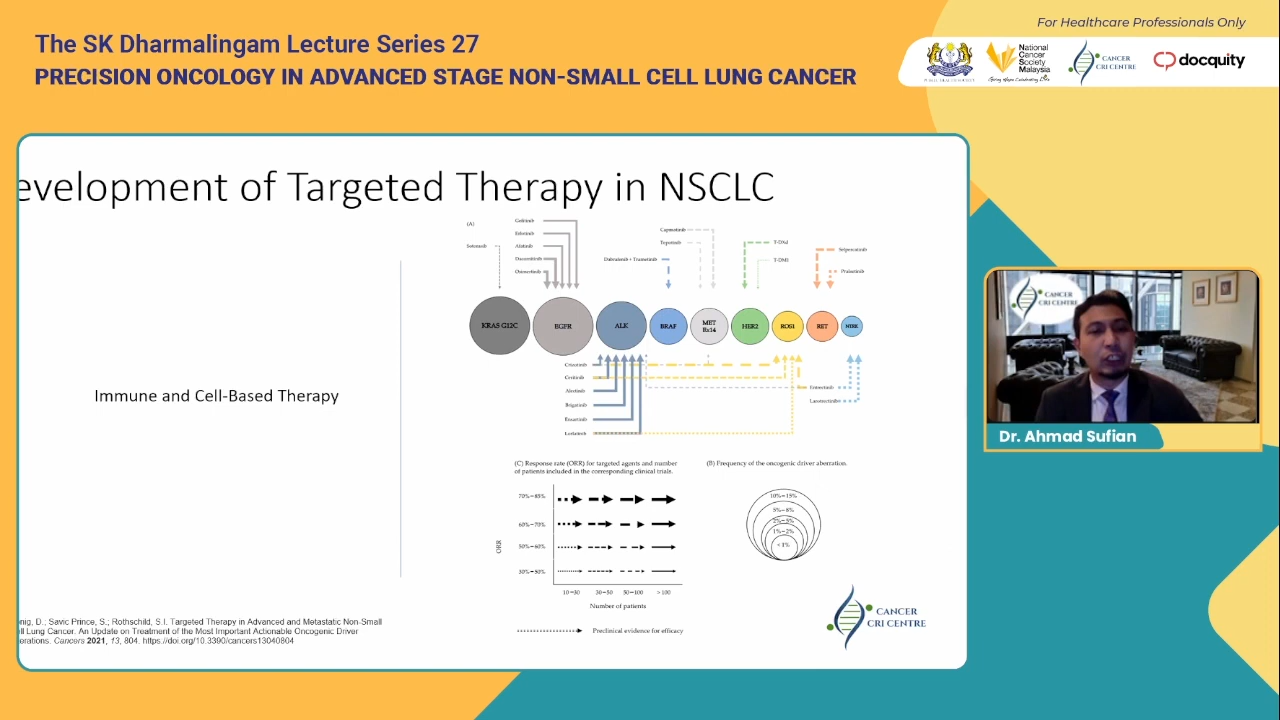 For Healthcare Professionals Only
The SK Dharmalingam Lecture Series 27
PRECISION ONCOLOGY IN ADVANCED STAGE NON-SMALL CELL LUNG CANCER
National
Cancer
Society
Malaysia
CANCER
CRI CENTRE
docquity
evelopment of Targeted Therapy in NSCLC
(A)
Gefitinib
Erlotinib
Afatinib
Dacomitinib
Osimertinib
Sotorasib
Capmatinib
Tepotinib
Dabrafenib + Trametinib
T-DXd
T-DM1
Selpercatinib
Pralsetinib
KRAS G12C
EGFR
ALK
BRAF
MET
Ex14
HER2
ROS1
RET
NTRK
Crizotinib
Ceritinib
Alectinib
Brigatinib
Ensartinib
Lorlatinib
Entrectinib
Larotrectinib
Immune and Cell-Based Therapy
(C) Response rate (ORR) for targeted agents and number
of patients included in the corresponding clinical trials.
70%-85%
60%-70%
50%-60%
30%-50%
ORR
10-30
30-50
50-100
>100
Number of patients
Preclinical evidence for efficacy
(B) Frequency of the oncogenic driver aberration.
10%-15%
5%-8%
2%-5%
1%-2%
<1%
nig, D.; Savic Prince, S.; Rothschild, S.I. Targeted Therapy in Advanced and Metastatic Non-Small
ll Lung Cancer. An Update on Treatment of the Most Important Actionable Oncogenic Driver
erations. Cancers 2021, 13, 804. https://doi.org/10.3390/cancers13040804
CANCER
CRI CENTRE
CANCER
CRI CENTRE
Dr. Ahmad Sufian